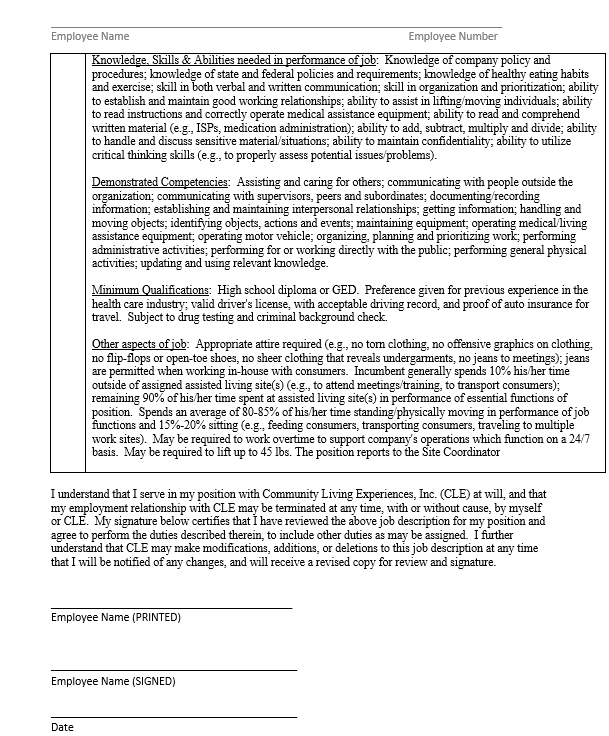 Employee Name Employee Number
Knowledge, Skills & Abilities needed in performance of job:  Knowledge of company policy and
procedures; knowledge of state and federal policies and requirements; knowledge of healthy eating habits
and exercise; skill in both verbal and written communication; skill in organization and prioritization; ability
to establish and maintain good working relationships; ability to assist in lifting/moving individuals; ability
to read instructions and correctly operate medical assistance equipment; ability to read and comprehend
written material (e.g., ISPs, medication administration); ability to add, subtract, multiply and divide; ability
to handle and discuss sensitive material/situations; ability to maintain confidentiality; ability to utilize
critical thinking skills (e.g., to properly assess potential issues/problems).
Demonstrated Competencies:  Assisting and caring for others; communicating with people outside the
organization; communicating with supervisors, peers and subordinates; documenting/recording
information; establishing and maintaining interpersonal relationships; getting information; handling and
moving objects; identifying objects, actions and events; maintaining equipment; operating medical/living
assistance equipment; operating motor vehicle; organizing, planning and prioritizing work; performing
administrative activities; performing for or working directly with the public; performing general physical
activities; updating and using relevant knowledge.
Minimum Qualifications:  High school diploma or GED.  Preference given for previous experience in the
health care industry; valid driver's license, with acceptable driving record, and proof of auto insurance for
travel.  Subject to drug testing and criminal background check.
Other aspects of job:  Appropriate attire required (e.g., no torn clothing, no offensive graphics on clothing,
no flip-flops or open-toe shoes, no sheer clothing that reveals undergarments, no jeans to meetings); jeans
are permitted when working in-house with consumers.  Incumbent generally spends 10% his/her time
outside of assigned assisted living site(s) (e.g., to attend meetings/training, to transport consumers);
remaining 90% of his/her time spent at assisted living site(s) in performance of essential functions of
position.  Spends an average of 80-85% of his/her time standing/physically moving in performance of job
functions and 15%-20% sitting (e.g., feeding consumers, transporting consumers, traveling to multiple
work sites).  May be required to work overtime to support company's operations which function on a 24/7
basis.  May be required to lift up to 45 lbs. The position reports to the Site Coordinator
I understand that I serve in my position with Community Living Experiences, Inc. (CLE) at will, and that
my employment relationship with CLE may be terminated at any time, with or without cause, by myself
or CLE.  My signature below certifies that I have reviewed the above job description for my position and
agree to perform the duties described therein, to include other duties as may be assigned.  I further
understand that CLE may make modifications, additions, or deletions to this job description at any time
that I will be notified of any changes, and will receive a revised copy for review and signature.
Employee Name (PRINTED)
Employee Name (SIGNED)
Date